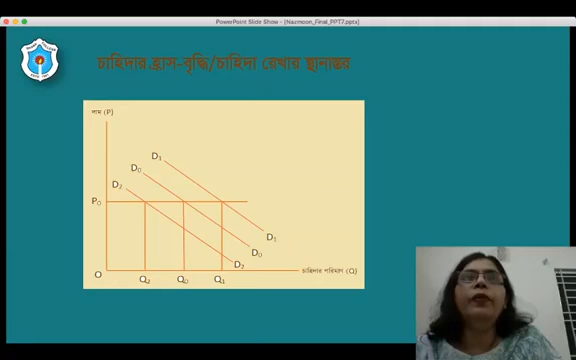 PowerPoint Slide Show - [Nazmoon_Final_PPT7.pptx]
চাহিদার হ্রাস-বৃদ্ধি/চাহিদা রেখার স্থানান্তর
দাম (P)
D₁
D₀
D₂
P₀
D₁
D₀
D₂
O
Q₂
Q₀
Q₁
চাহিদার পরিমাণ (Q)